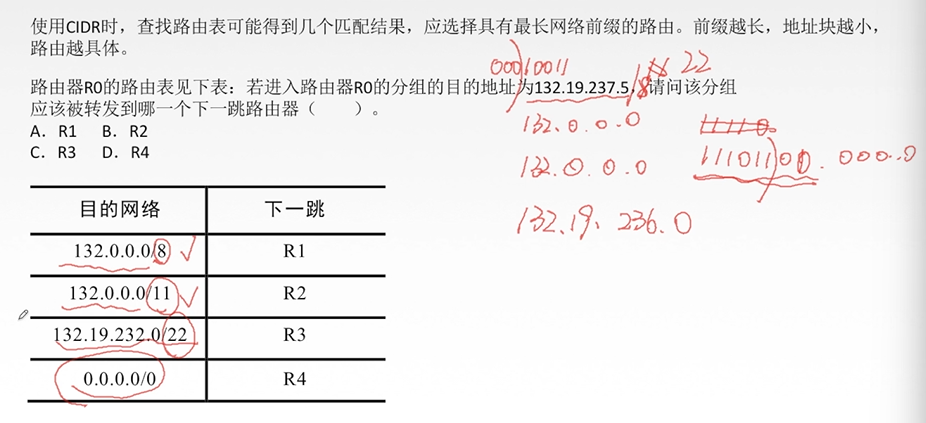 使用CIDR时，查找路由表可能得到几个匹配结果，应选择具有最长网络前缀的路由。前缀越长，地址块越小，
路由越具体。
00010011
22
路由器R0的路由表见下表：若进入路由器R0的分组的目的地址为132.19.237.5，请问该分组
应该被转发到哪一个下一跳路由器（　　）。
A．R1　B．R2
C．R3　D．R4
132.0.0.0
132.0.0.0
132.19.236.0
000..0
目的网络　下一跳
132.0.0.0/8　R1
132.0.0.0/11　R2
132.19.232.0/22　R3
0.0.0.0/0　R4